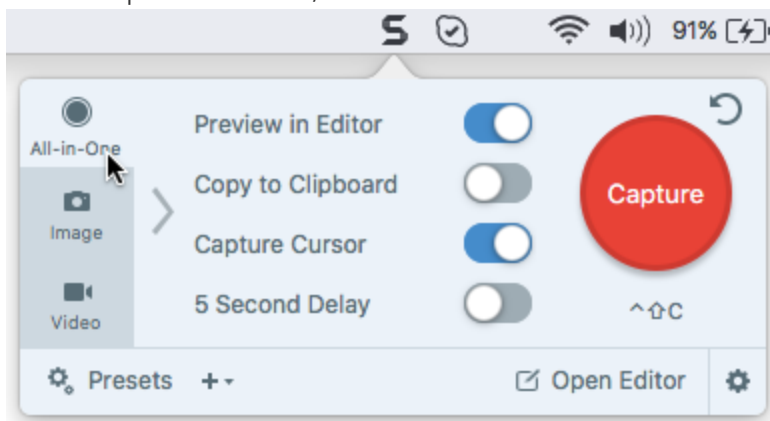 S 91%
All-in-One
Preview in Editor
Copy to Clipboard
Capture
Image
Capture Cursor
Video
5 Second Delay
^⇧C
Presets + Open Editor